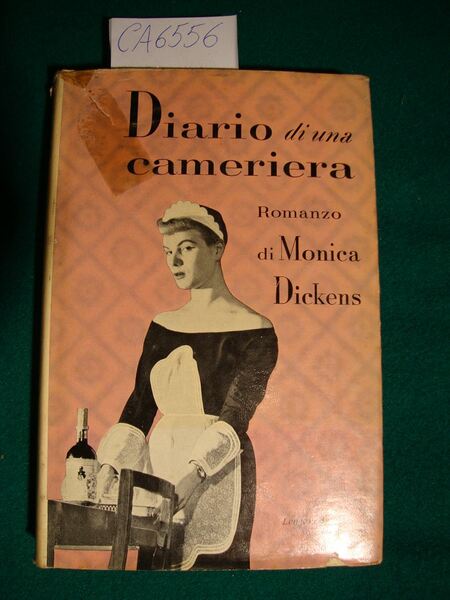 CA6556
Diario di una
cameriera
Romanzo
di Monica
Dickens